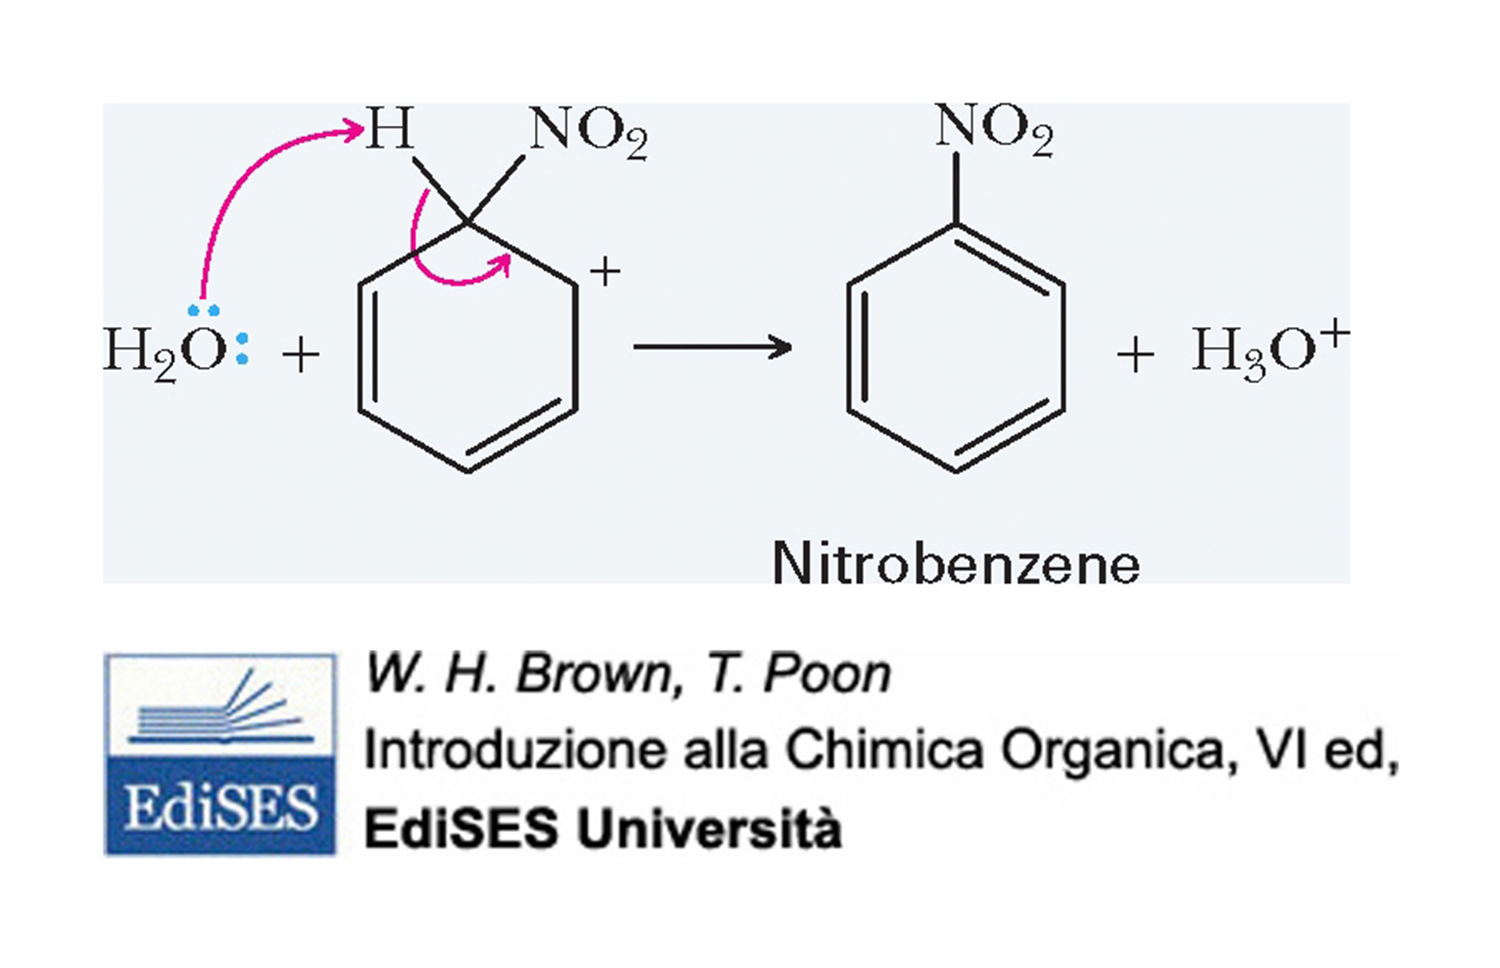 H NO₂ NO₂
+
H₂O: + + H₃O⁺
Nitrobenzene
W. H. Brown, T. Poon
Introduzione alla Chimica Organica, VI ed,
EdiSES EdiSES Università